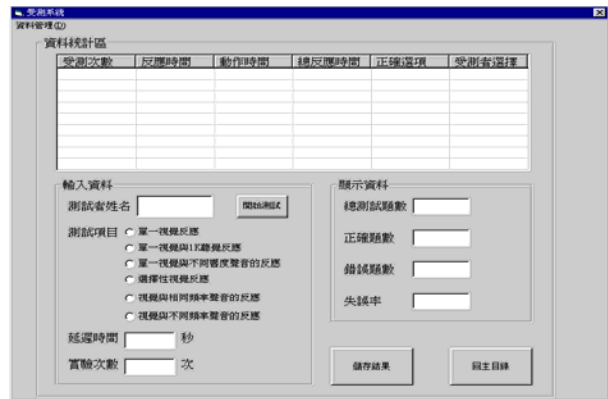 受測系統
資料管理(D)
資料統計區
受測次數 反應時間 動作時間 總反應時間 正確選項 受測者選擇
輸入資料
測試者姓名 開始測試
測試項目
單一視覺反應
單一視覺與1K聽覺反應
單一視覺與不同響度聲音的反應
選擇性視覺反應
視覺與相同頻率聲音的反應
視覺與不同頻率聲音的反應
延遲時間 秒
實驗次數 次
顯示資料
總測試題數
正確題數
錯誤題數
失誤率
儲存結果
回主目錄